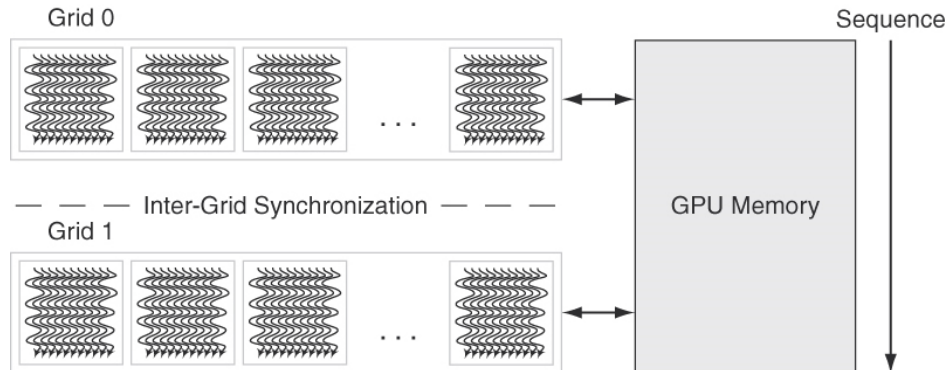 Grid 0
Sequence
. . .
Inter-Grid Synchronization
GPU Memory
Grid 1
. . .